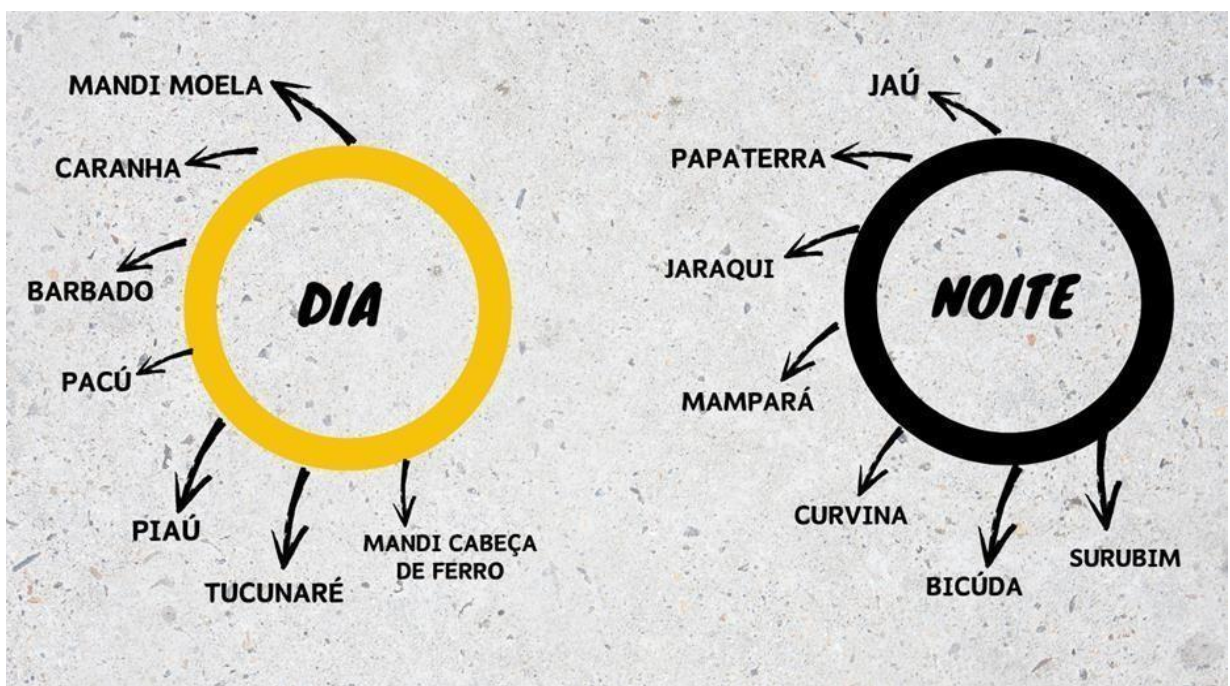 MANDI MOELA
CARANHA
BARBADO
PACÚ
PIAÚ
TUCUNARÉ
MANDI CABEÇA
DE FERRO
DIA
JAÚ
PAPATERRA
JARAQUI
MAMPARÁ
CURVINA
BICÚDA
SURUBIM
NOITE